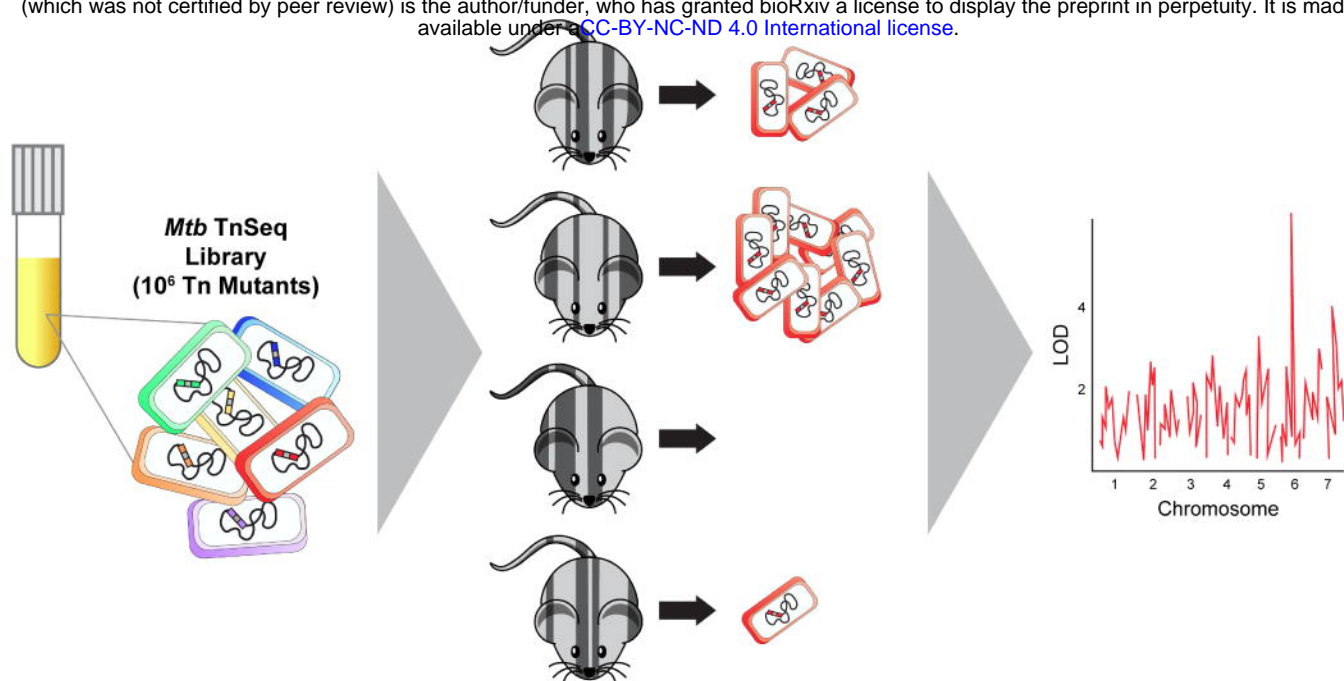 (which was not certified by peer review) is the author/funder, who has granted bioRxiv a license to display the preprint in perpetuity. It is mad
available under aCC-BY-NC-ND 4.0 International license.
Mtb TnSeq
Library
(10⁶ Tn Mutants)
LOD
4
2
1 2 3 4 5 6 7
Chromosome